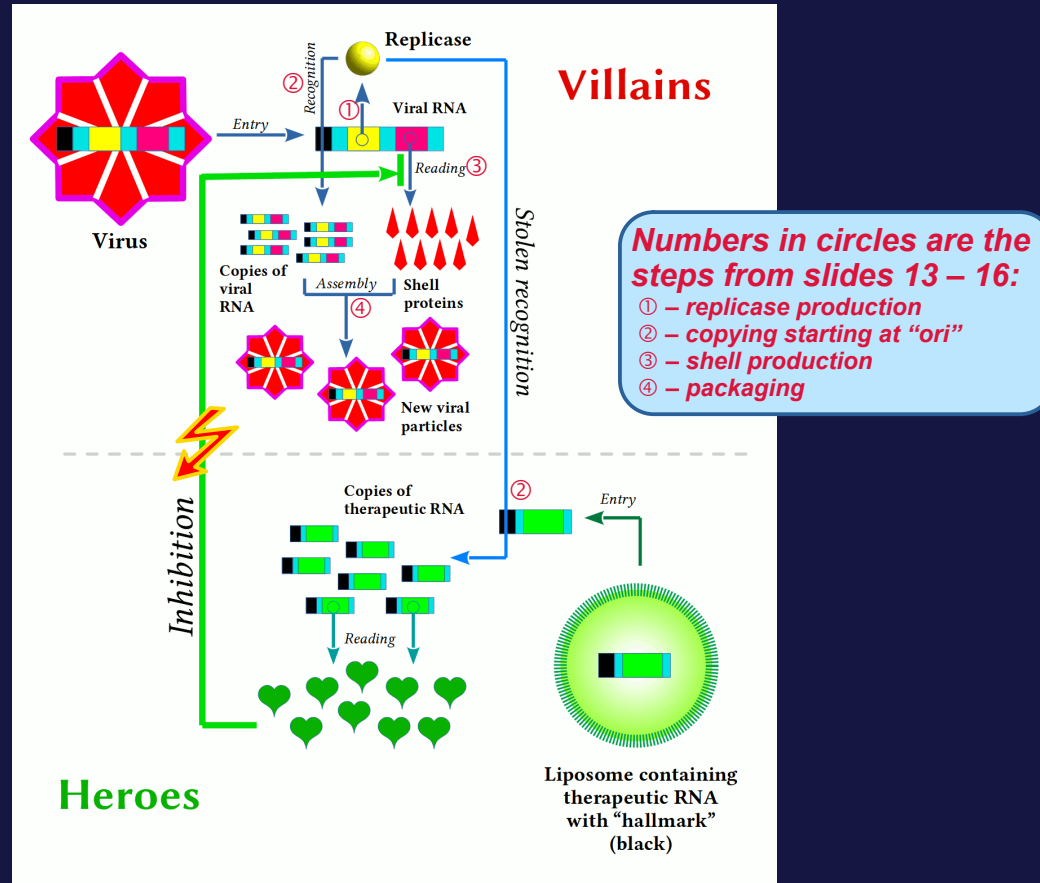 Replicase
Villains
② Recognition
①
Viral RNA
Entry
Reading ③
Virus
Stolen recognition
Copies of
viral
RNA
Assembly
④
Shell
proteins
New viral
particles
Numbers in circles are the
steps from slides 13 – 16:
① – replicase production
② – copying starting at “ori”
③ – shell production
④ – packaging
Inhibition
Copies of
therapeutic RNA
②
Entry
Reading
Heroes
Liposome containing
therapeutic RNA
with “hallmark”
(black)